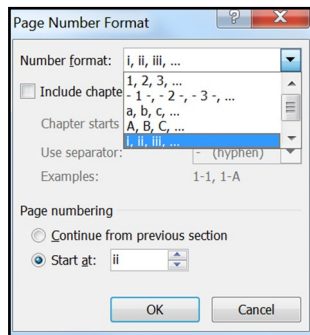 Page Number Format
Number format: i, ii, iii, ...
1, 2, 3, ...
- 1 -, - 2 -, - 3 -, ...
a, b, c, ...
A, B, C, ...
i, ii, iii, ...
Include chapte
Chapter starts
Use separator: - (hyphen)
Examples: 1-1, 1-A
Page numbering
Continue from previous section
Start at: ii
OK Cancel